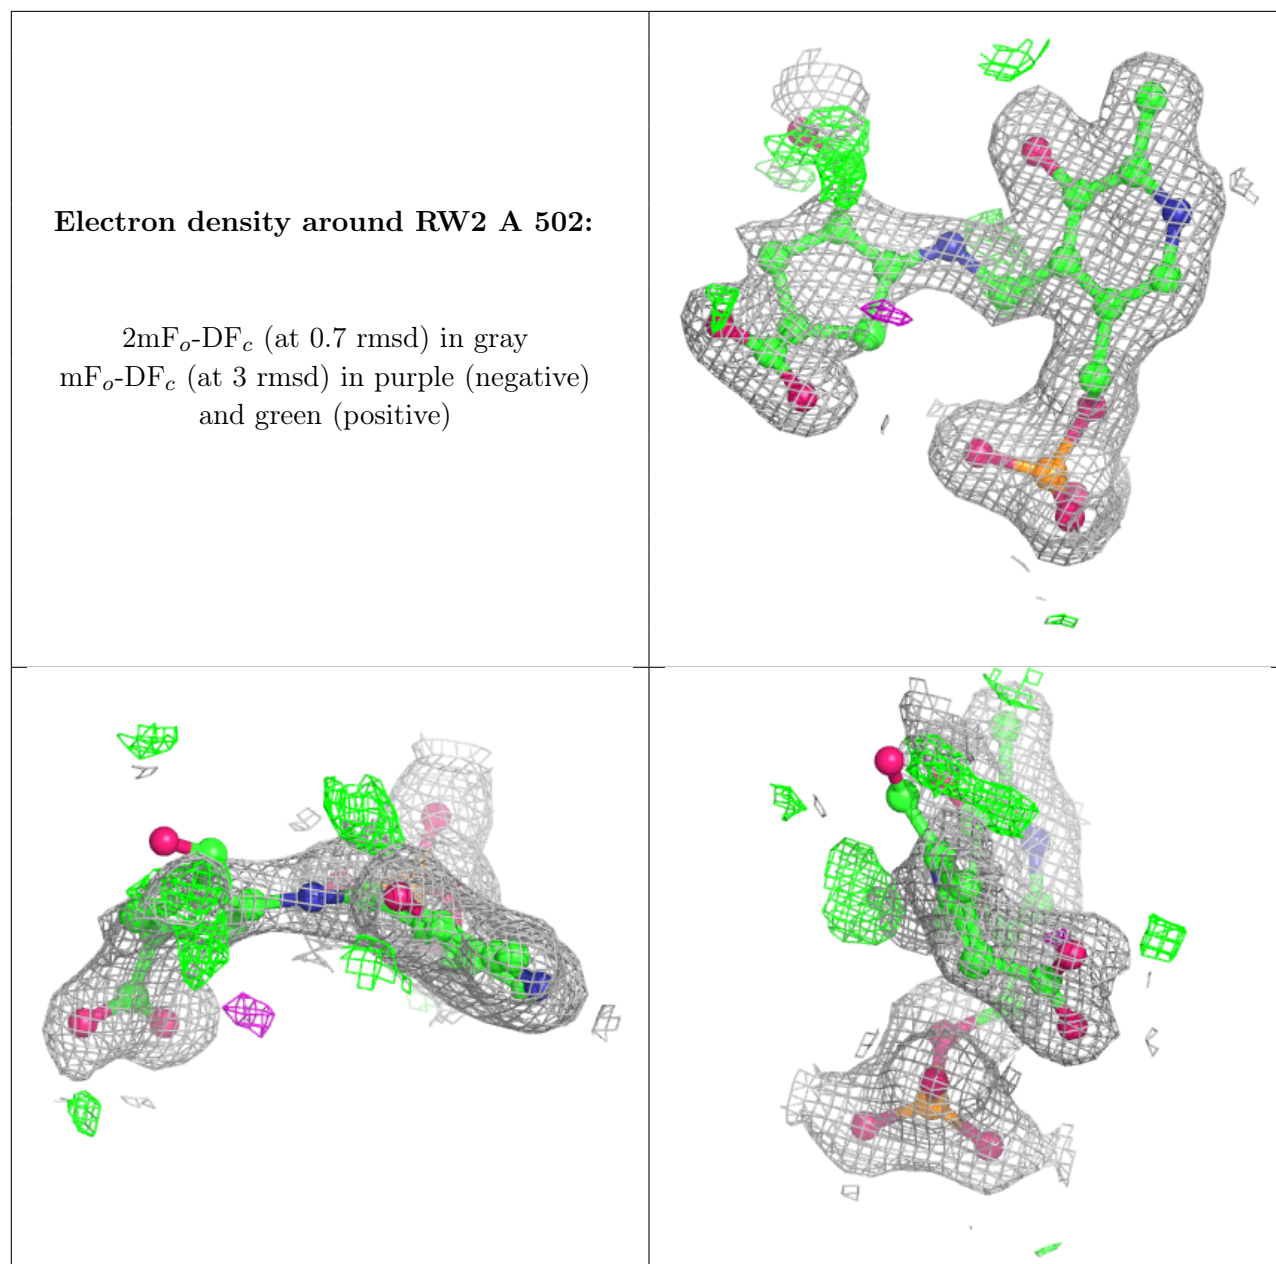 Electron density around RW2 A 502:
2mFo-DFc (at 0.7 rmsd) in gray
mFo-DFc (at 3 rmsd) in purple (negative)
and green (positive)